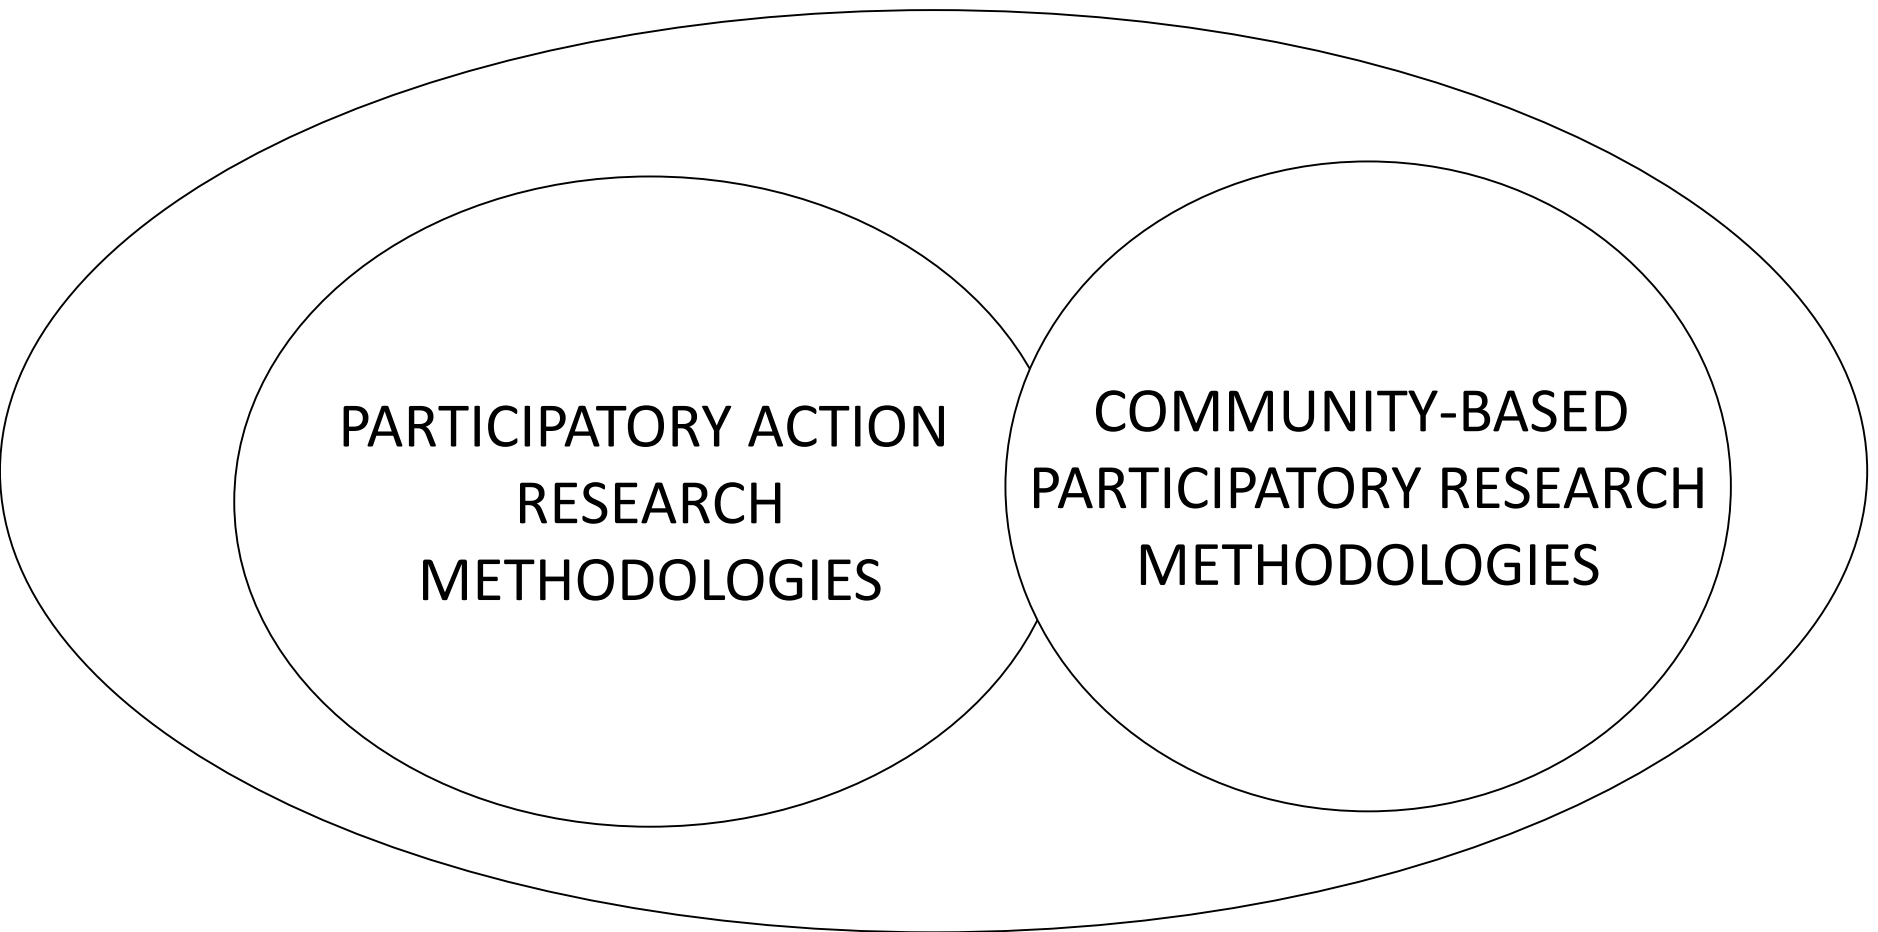 PARTICIPATORY ACTION
RESEARCH
METHODOLOGIES
COMMUNITY-BASED
PARTICIPATORY RESEARCH
METHODOLOGIES